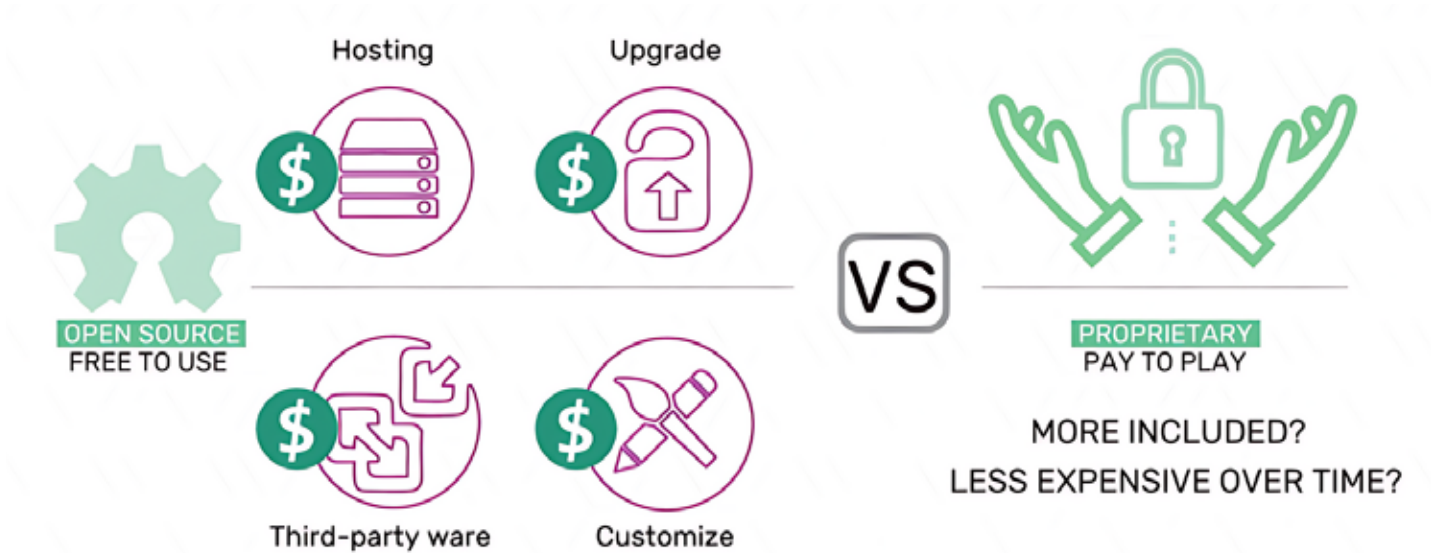 Hosting
Upgrade
$
$
OPEN SOURCE
FREE TO USE
$
$
Third-party ware
Customize
VS
PROPRIETARY
PAY TO PLAY
MORE INCLUDED?
LESS EXPENSIVE OVER TIME?